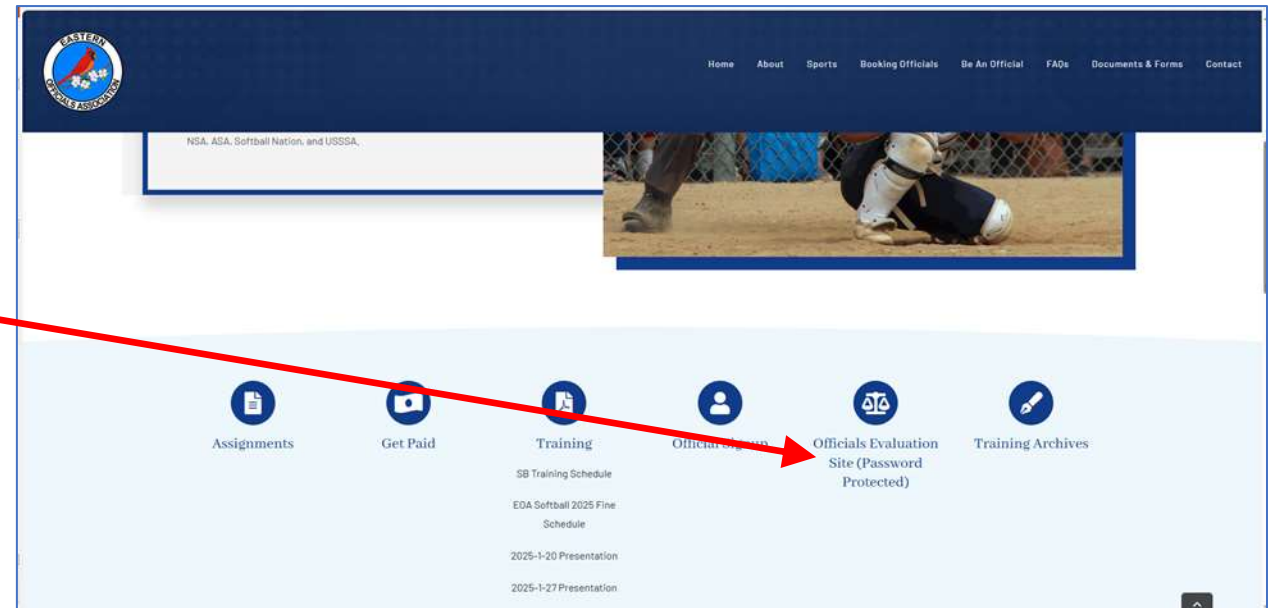 EASTERN
OFFICIALS ASSOCIATION
Home About Sports Booking Officials Be An Official FAQs Documents & Forms Contact
NSA, ASA, Softball Nation, and USSSA,
Assignments
Get Paid
Training
SB Training Schedule
EOA Softball 2025 Fine
Schedule
2025-1-20 Presentation
2025-1-27 Presentation
Official Signup
Officials Evaluation
Site (Password
Protected)
Training Archives